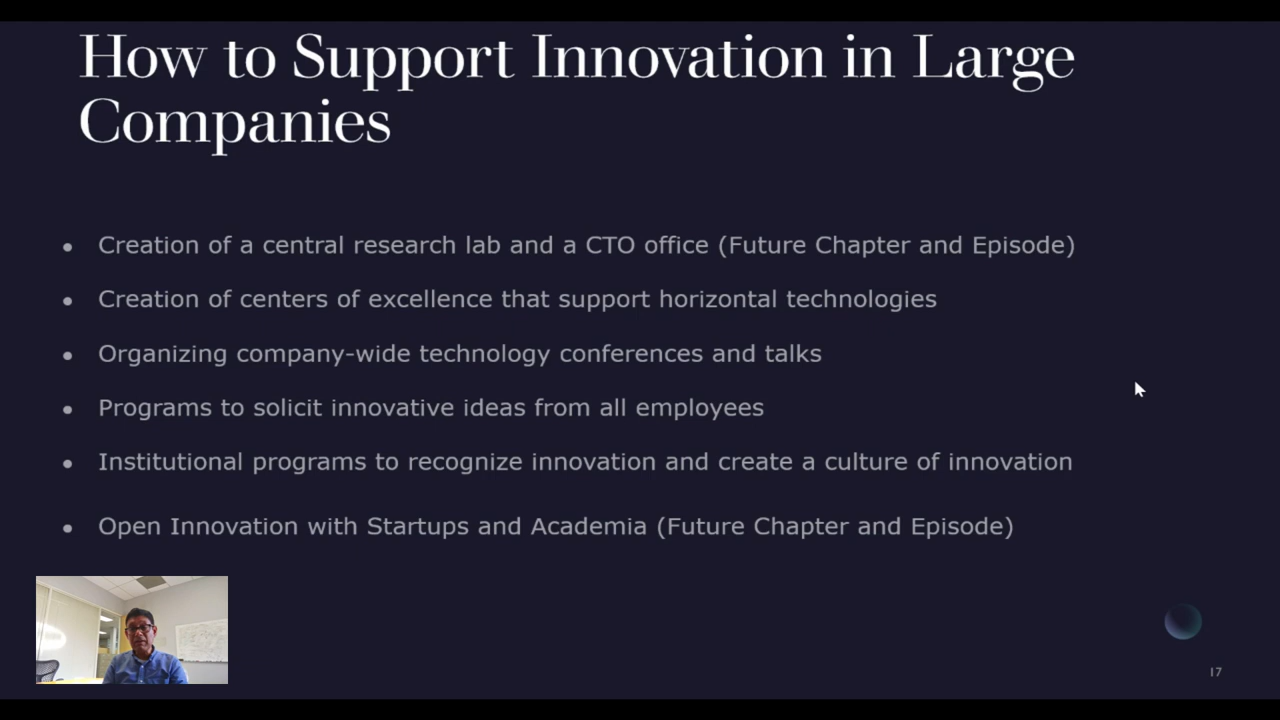 How to Support Innovation in Large
Companies
• Creation of a central research lab and a CTO office (Future Chapter and Episode)
• Creation of centers of excellence that support horizontal technologies
• Organizing company-wide technology conferences and talks
• Programs to solicit innovative ideas from all employees
• Institutional programs to recognize innovation and create a culture of innovation
• Open Innovation with Startups and Academia (Future Chapter and Episode)
17